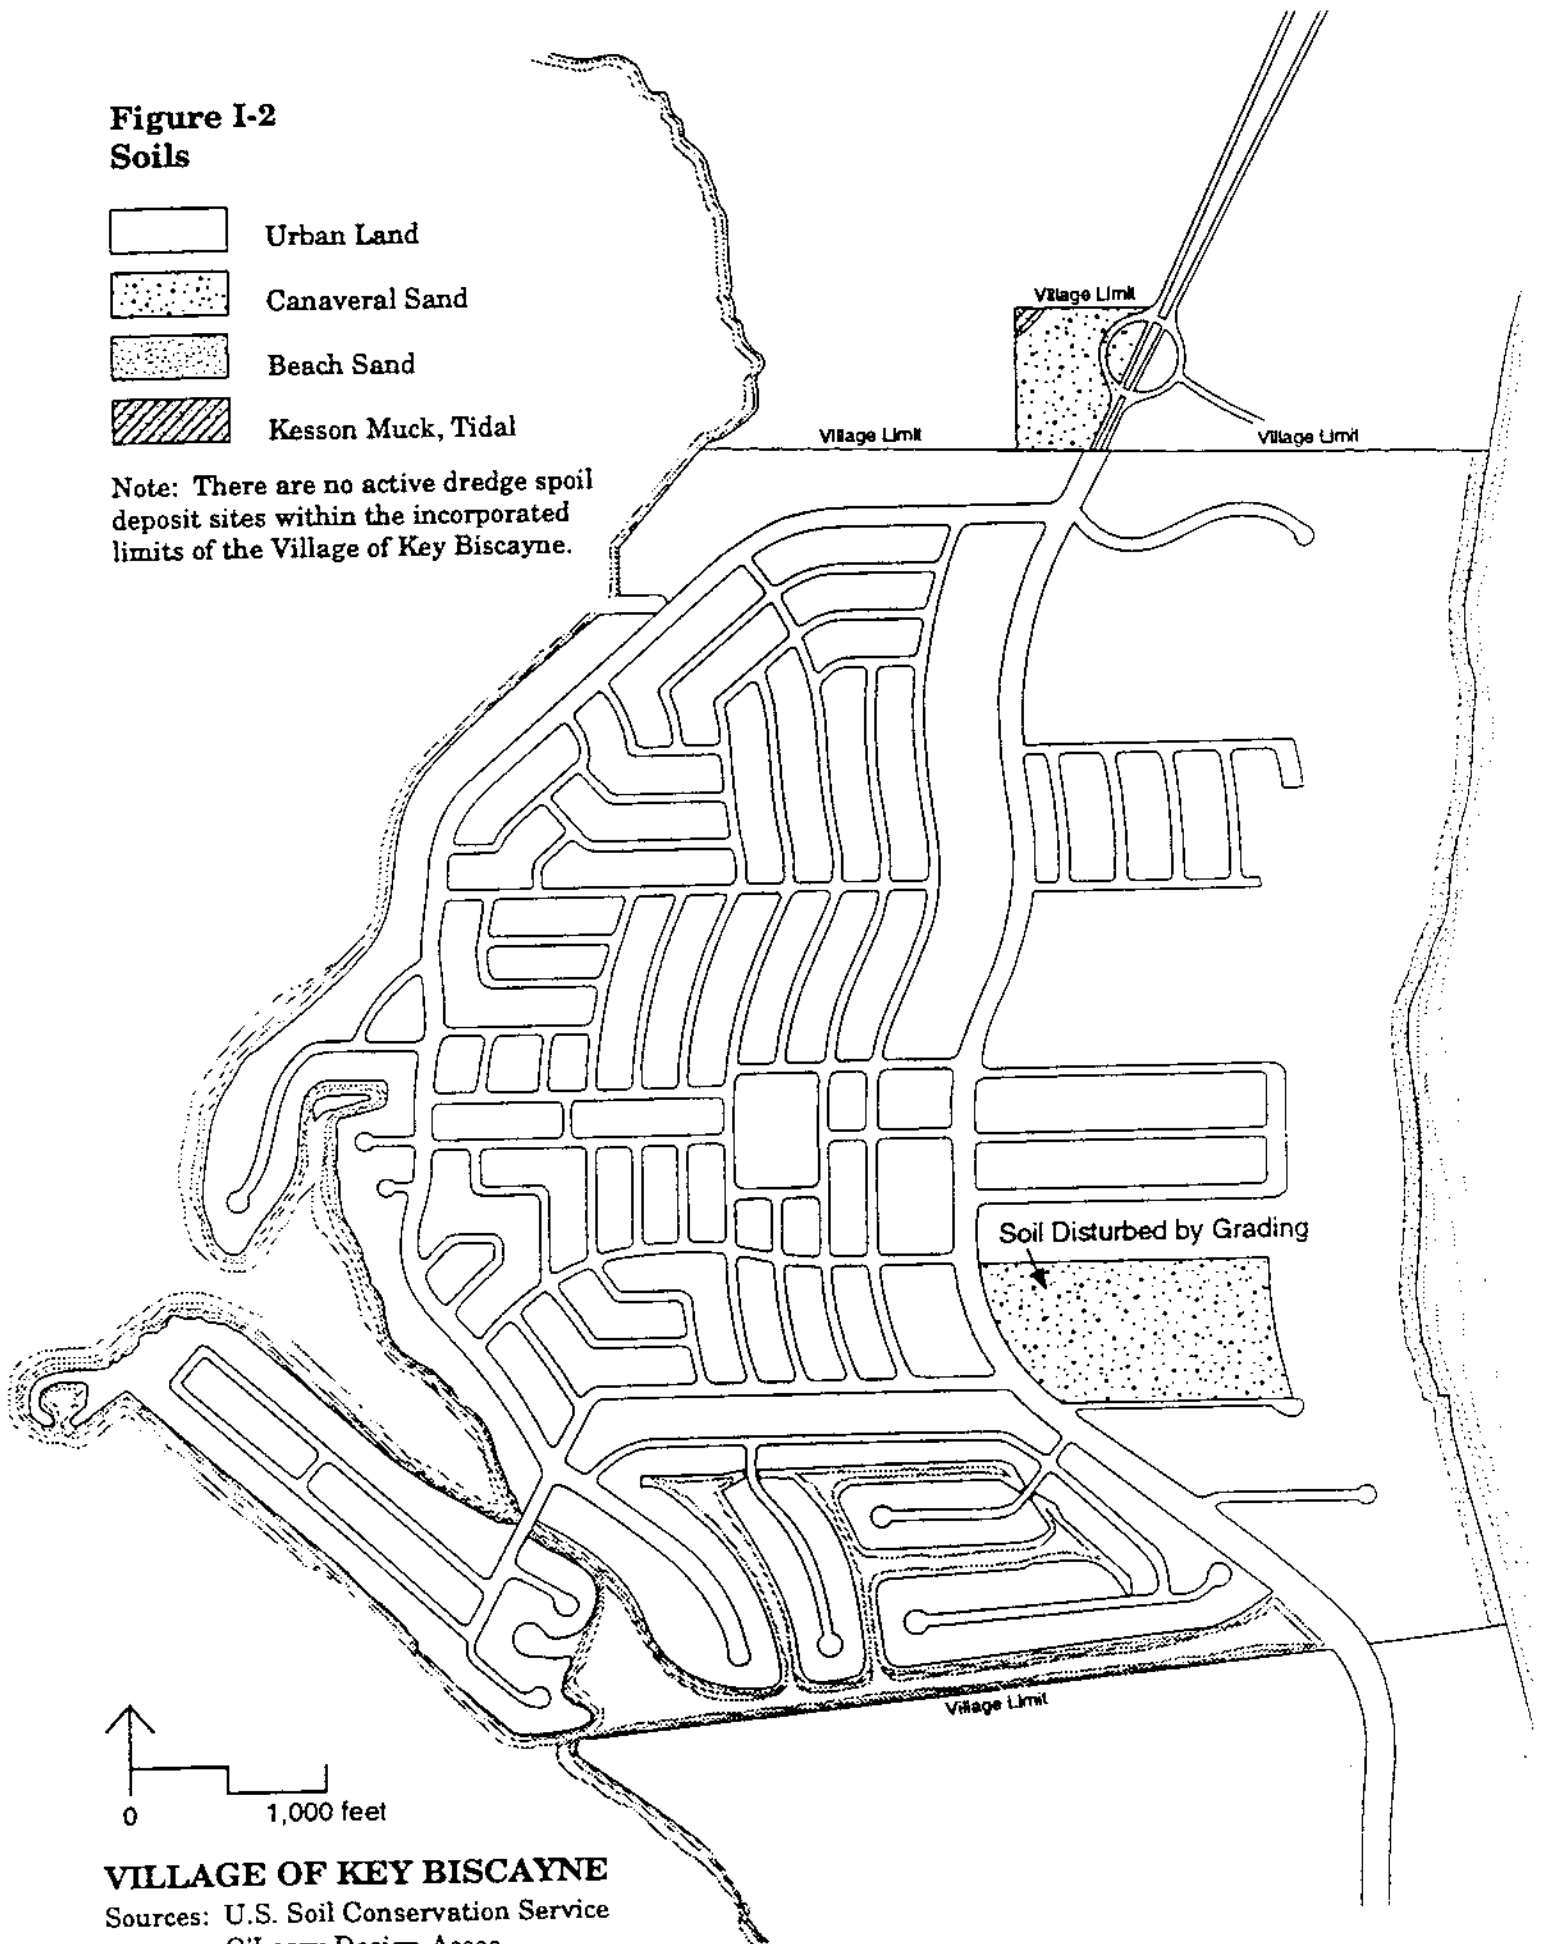 Figure I-2
Soils
Urban Land
Canaveral Sand
Beach Sand
Kesson Muck, Tidal
Note: There are no active dredge spoil
deposit sites within the incorporated
limits of the Village of Key Biscayne.
Village Limit
Village Limit
Village Limit
Soil Disturbed by Grading
Village Limit
0
1,000 feet
VILLAGE OF KEY BISCAYNE
Sources: U.S. Soil Conservation Service